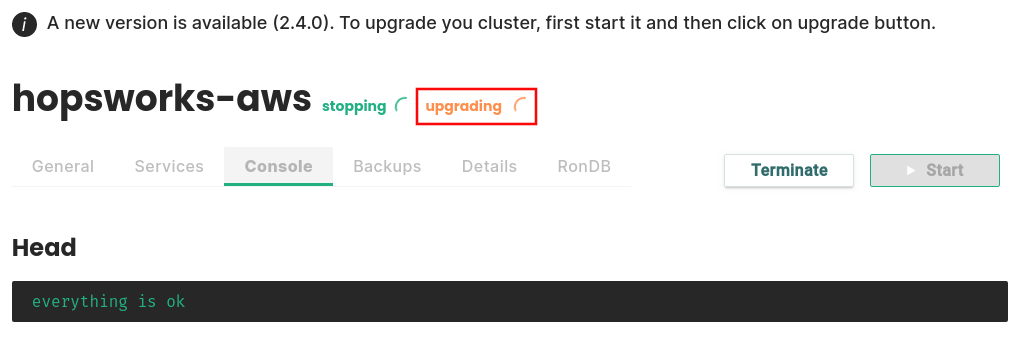 A new version is available (2.4.0). To upgrade you cluster, first start it and then click on upgrade button.
hopsworks-aws stopping upgrading
General Services Console Backups Details RonDB Terminate Start
Head
everything is ok